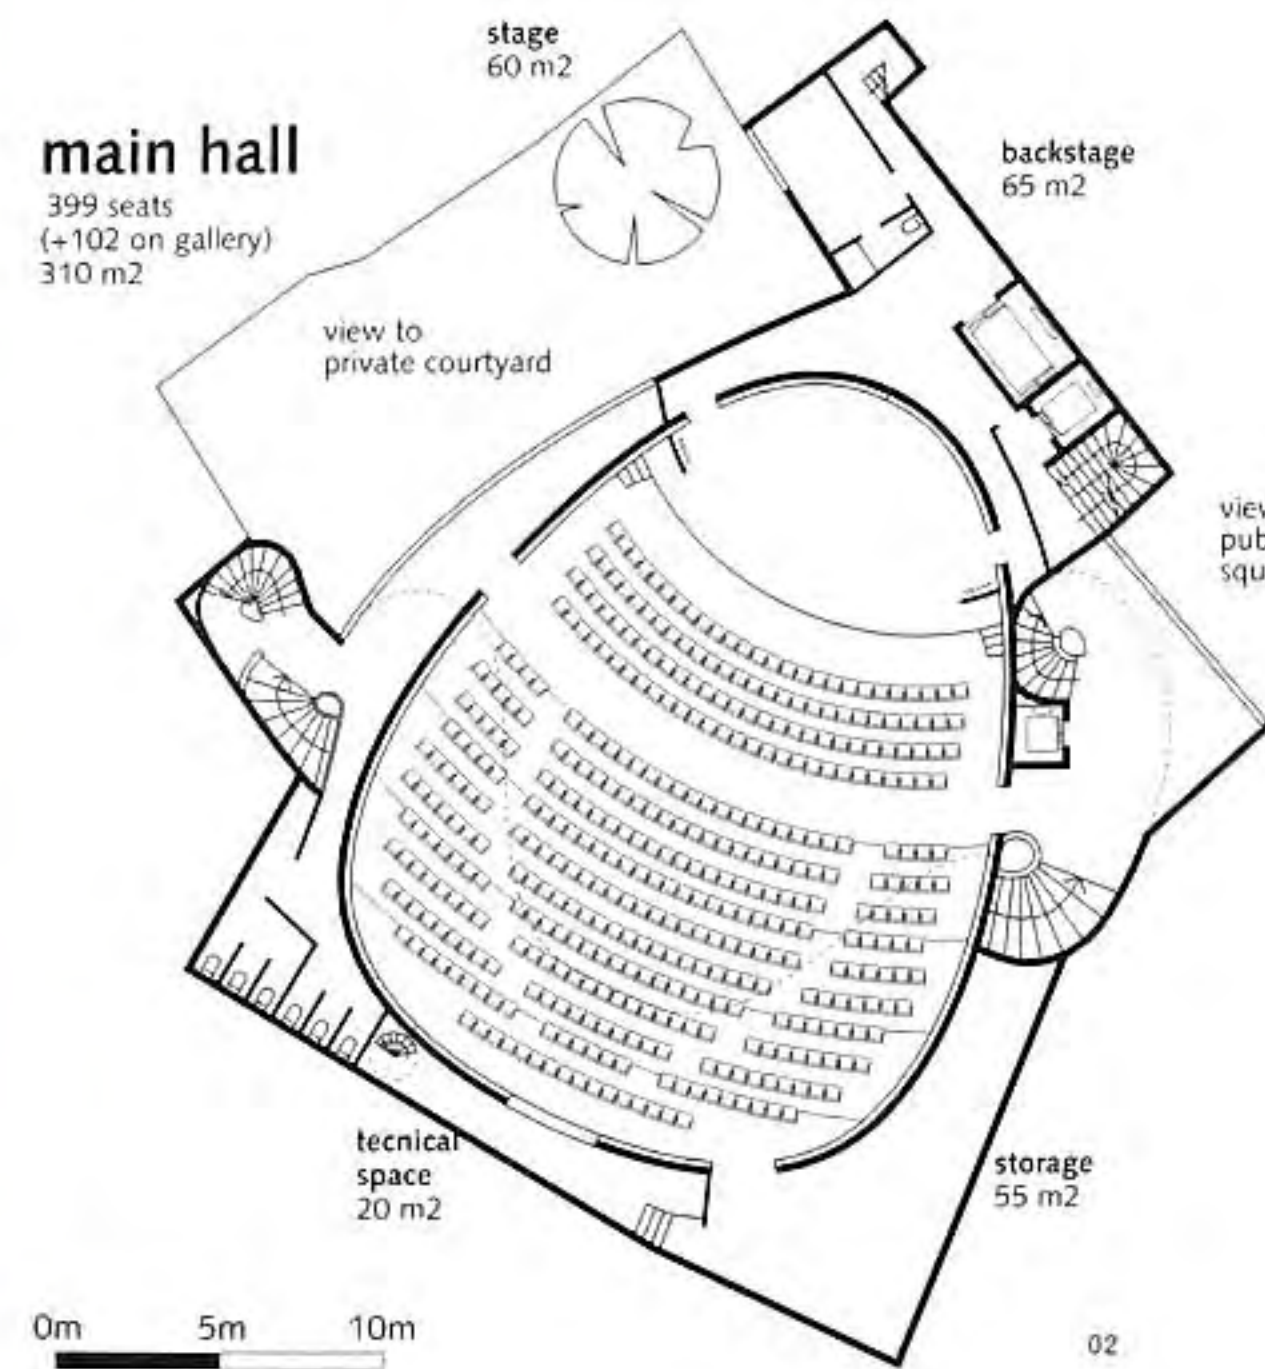 stage
60 m2
main hall
399 seats
(+102 on gallery)
310 m2
backstage
65 m2
view to
private courtyard
tecnical
space
20 m2
storage
55 m2
0m 5m 10m
02